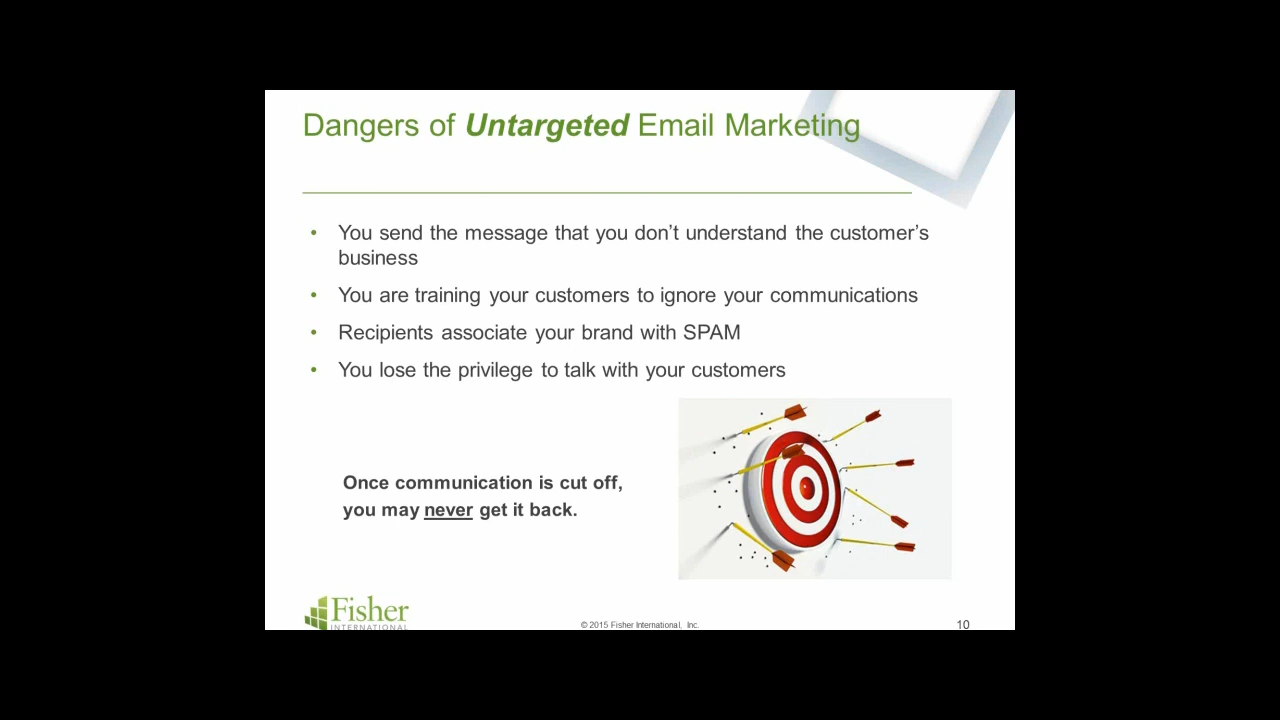 Dangers of Untargeted Email Marketing
• You send the message that you don’t understand the customer’s
business
• You are training your customers to ignore your communications
• Recipients associate your brand with SPAM
• You lose the privilege to talk with your customers
Once communication is cut off,
you may never get it back.
Fisher
INTERNATIONAL
© 2015 Fisher International, Inc.
10